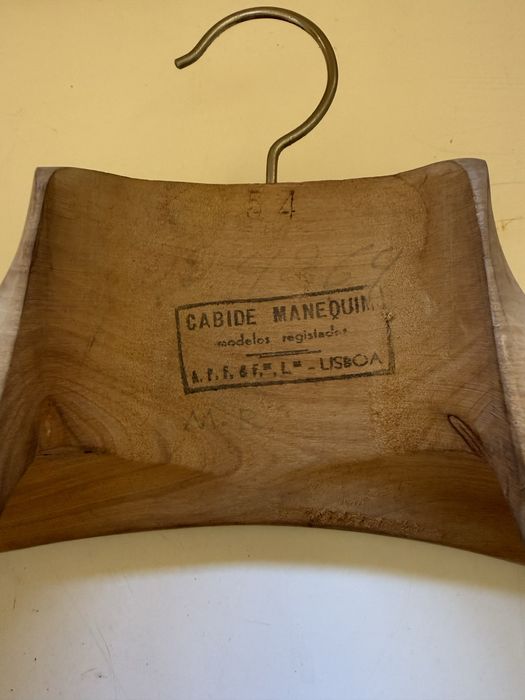 54
CABIDE MANEQUIM
modelos registados
A. P. F. & F.ᵒˢ, L.ᵈᵃ - LISBOA
M.